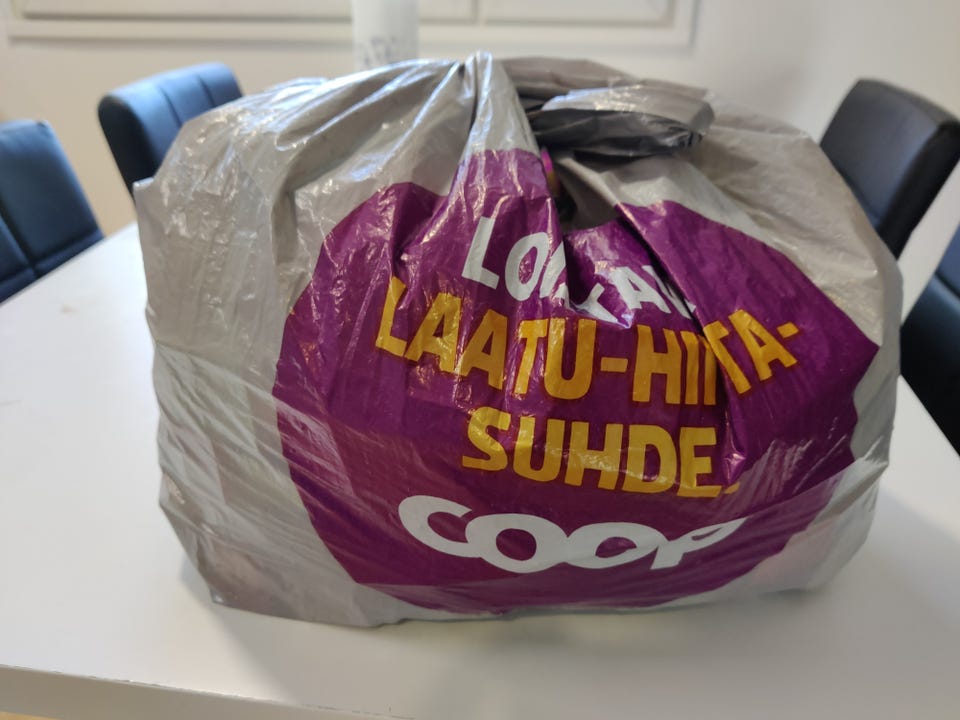 LAATU-HINTA-
SUHDE.
COOP